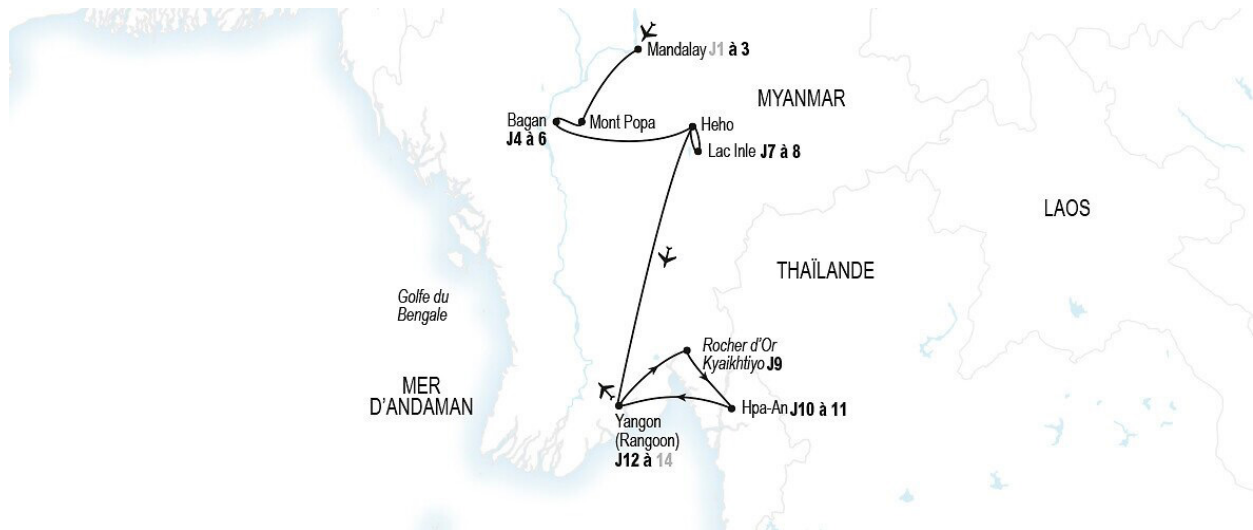 Mandalay J1 à 3
MYANMAR
Bagan
J4 à 6
Mont Popa
Heho
Lac Inle J7 à 8
LAOS
THAÏLANDE
Golfe du
Bengale
Rocher d'Or
Kyaikhtiyo J9
MER
D'ANDAMAN
Hpa-An J10 à 11
Yangon
(Rangoon)
J12 à 14